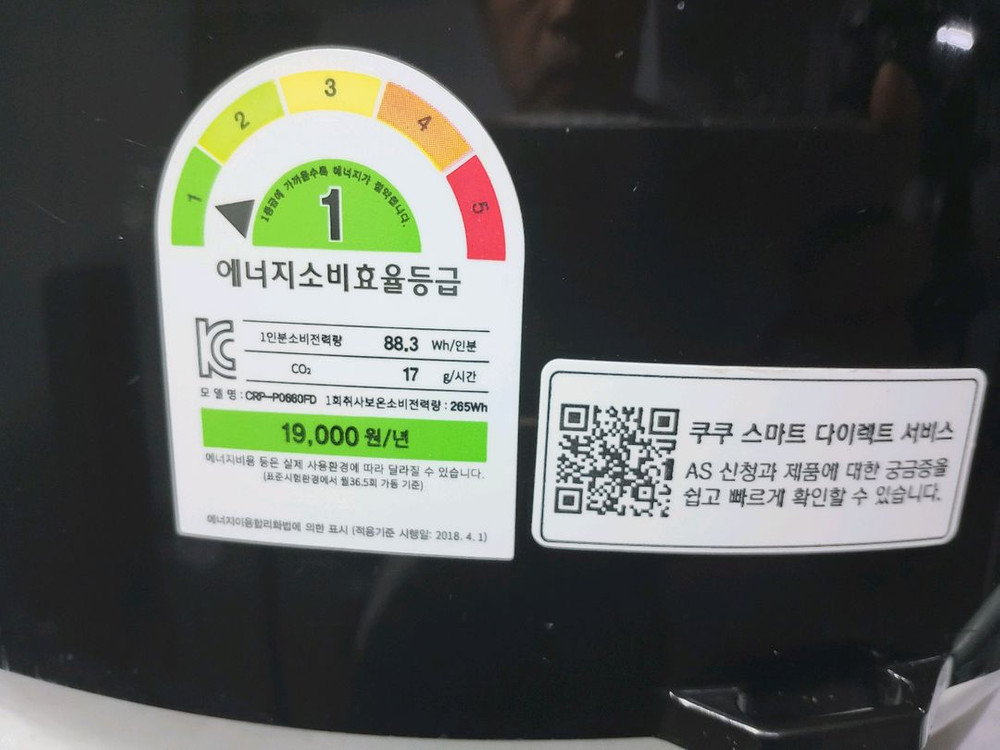 1
2
3
4
5
1등급에 가까울수록 에너지가 절약됩니다.
1
에너지소비효율등급
1인분소비전력량 88.3 Wh/인분
CO₂ 17 g/시간
모 델 명 : CRP-P0660FD 1회취사보온소비전력량 : 265Wh
19,000 원/년
에너지비용 등은 실제 사용환경에 따라 달라질 수 있습니다.
(표준시험환경에서 월36.5회 가동 기준)
에너지이용합리화법에 의한 표시 (적용기준 시행일: 2018. 4. 1)
쿠쿠 스마트 다이렉트 서비스
AS 신청과 제품에 대한 궁금증을
쉽고 빠르게 확인할 수 있습니다.